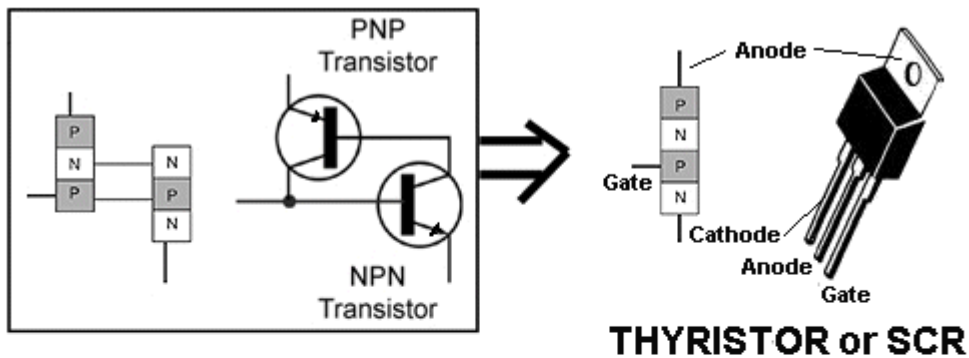 PNP
Transistor
P
N
P
N
P
N
NPN
Transistor
Anode
P
N
P
N
Gate
Cathode
Anode
Gate
THYRISTOR or SCR